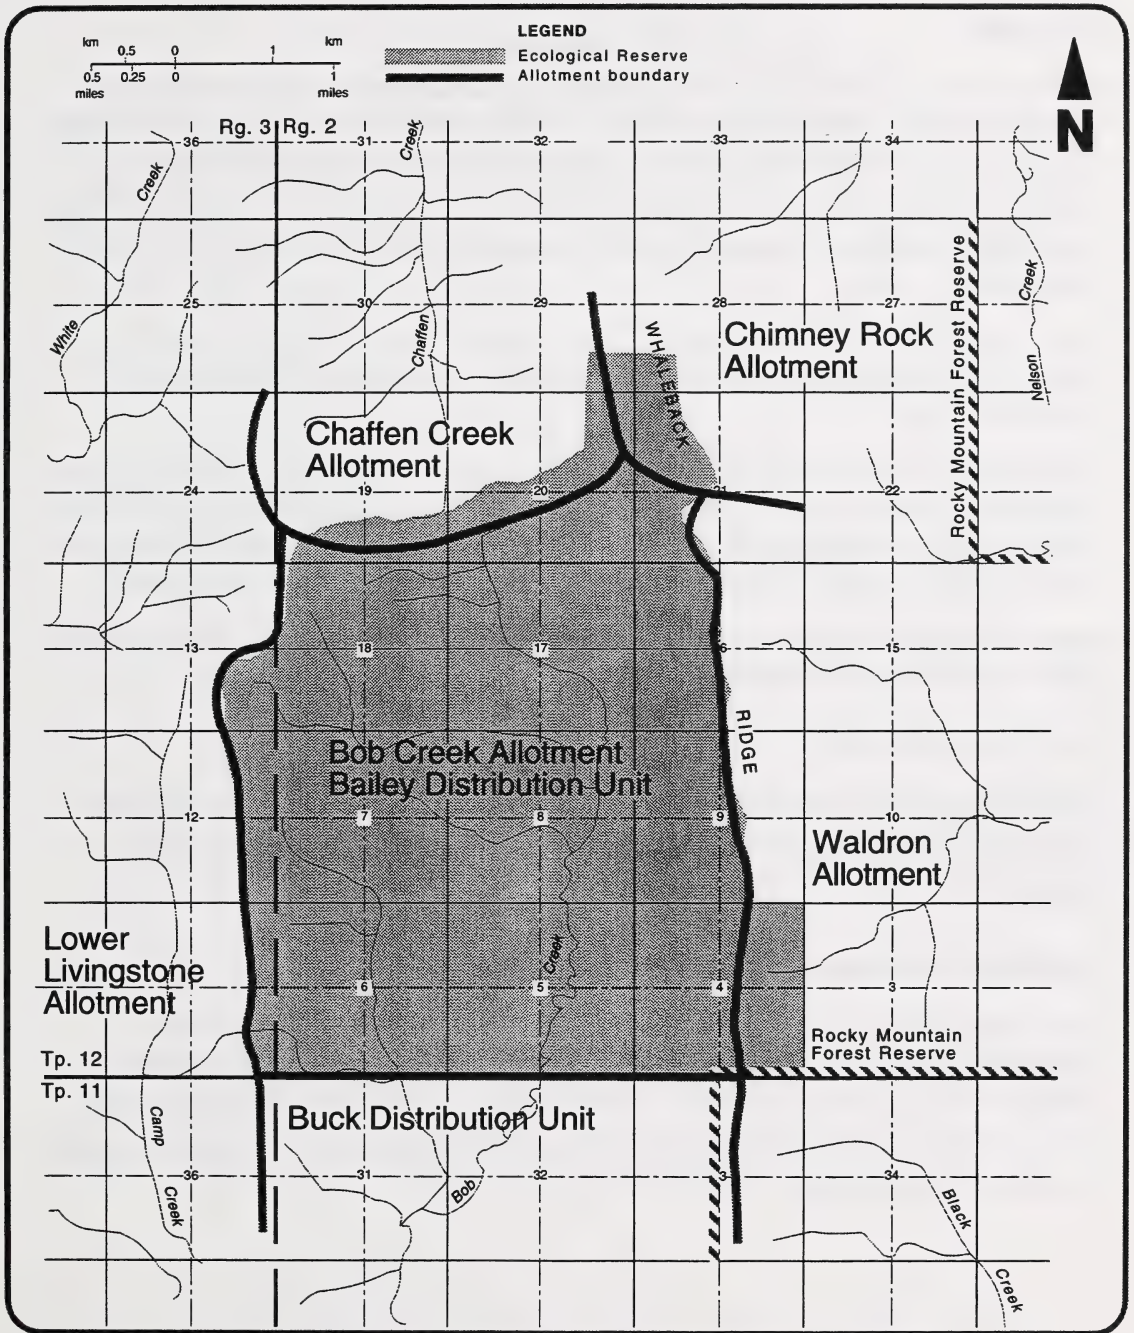 LEGEND
km 0.5 0 1 km
0.5 0.25 0 1
miles miles
Ecological Reserve
Allotment boundary
N
Rg. 3 Rg. 2
36 31 32 33 34
Creek
Creek
25 30 29 28 27
White
Chaffen
Creek
Nelson
Rocky Mountain Forest Reserve
WHALEBACK
Chimney Rock
Allotment
Chaffen Creek
Allotment
24 19 20 21 22
13 18 17 6 15
RIDGE
Bob Creek Allotment
Bailey Distribution Unit
12 7 8 9 10
Waldron
Allotment
Lower
Livingstone
Allotment
Creek
6 5 4 3
Rocky Mountain
Forest Reserve
Tp. 12
Tp. 11
Buck Distribution Unit
Camp
Creek
36 31 32 3 34
Bob
Black
Creek